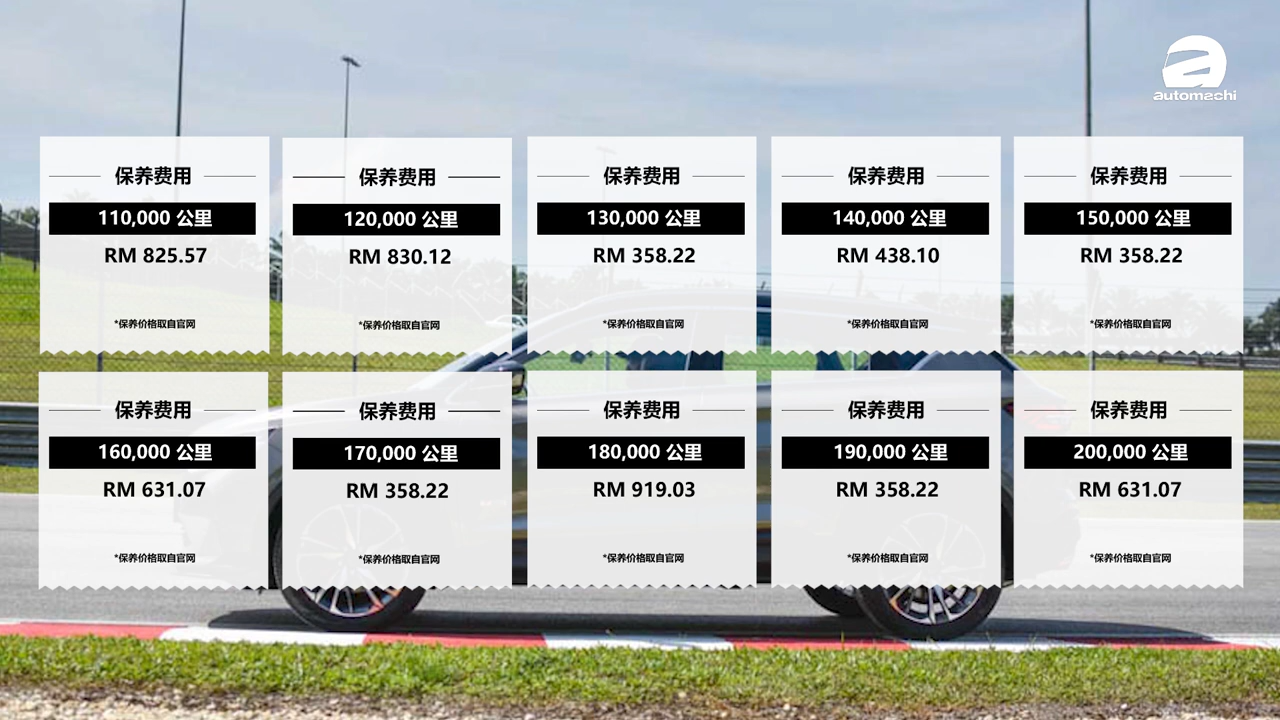 automachi
保养费用
110,000 公里
RM 825.57
*保养价格取自官网
保养费用
120,000 公里
RM 830.12
*保养价格取自官网
保养费用
130,000 公里
RM 358.22
*保养价格取自官网
保养费用
140,000 公里
RM 438.10
*保养价格取自官网
保养费用
150,000 公里
RM 358.22
*保养价格取自官网
保养费用
160,000 公里
RM 631.07
*保养价格取自官网
保养费用
170,000 公里
RM 358.22
*保养价格取自官网
保养费用
180,000 公里
RM 919.03
*保养价格取自官网
保养费用
190,000 公里
RM 358.22
*保养价格取自官网
保养费用
200,000 公里
RM 631.07
*保养价格取自官网